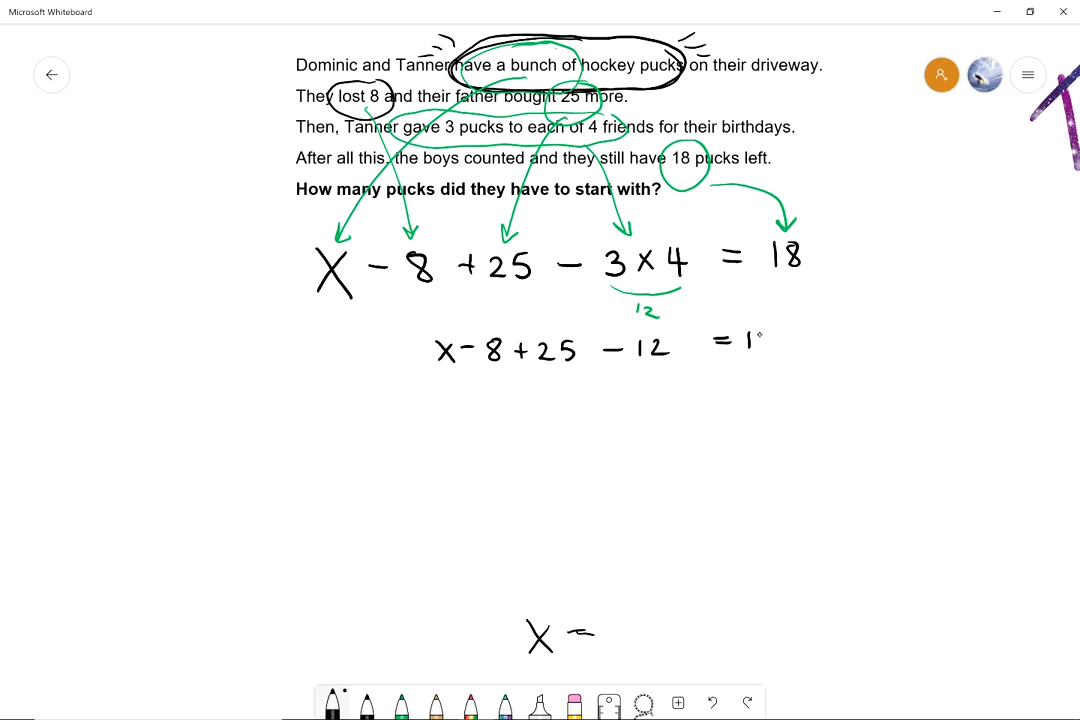 Microsoft Whiteboard
Dominic and Tanner have a bunch of hockey pucks on their driveway.
They lost 8 and their father bought 25 more.
Then, Tanner gave 3 pucks to each of 4 friends for their birthdays.
After all this, the boys counted and they still have 18 pucks left.
How many pucks did they have to start with?
X - 8 + 25 - 3 x 4 = 18
12
x - 8 + 25 - 12 = 1
X =